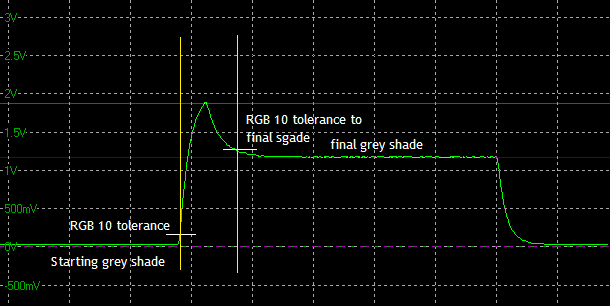 3V
2.5V
2V
1.5V
1V
500mV
0V
-500mV
RGB 10 tolerance to
final sgade
final grey shade
RGB 10 tolerance
Starting grey shade